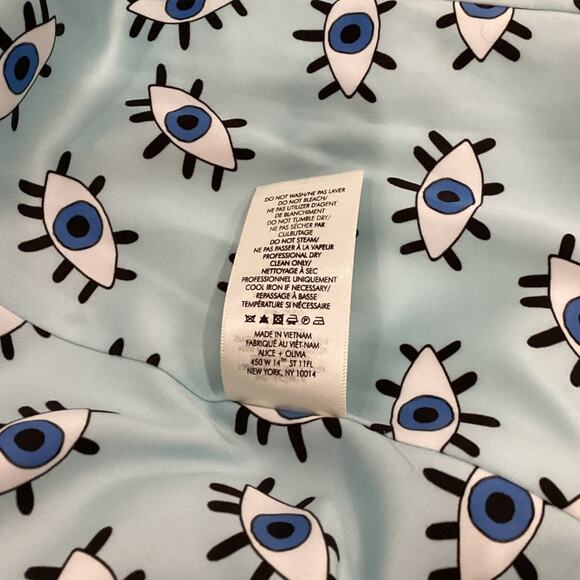 DO NOT WASH/NE PAS LAVER
DO NOT BLEACH/
NE PAS UTILIZER D'AGENT
DE BLANCHIMENT
DO NOT TUMBLE DRY/
NE PAS SÉCHER PAR
CULBUTAGE
DO NOT STEAM/
NE PAS PASSER À LA VAPEUR
PROFESSIONAL DRY
CLEAN ONLY/
NETTOYAGE À SEC
PROFESSIONNEL UNIQUEMENT
COOL IRON IF NECESSARY/
REPASSAGE À BASSE
TEMPÉRATURE SI NÉCESSAIRE
MADE IN VIETNAM
FABRIQUÉ AU VIÊT-NAM
ALICE + OLIVIA
450 W 14TH ST 11FL
NEW YORK, NY 10014